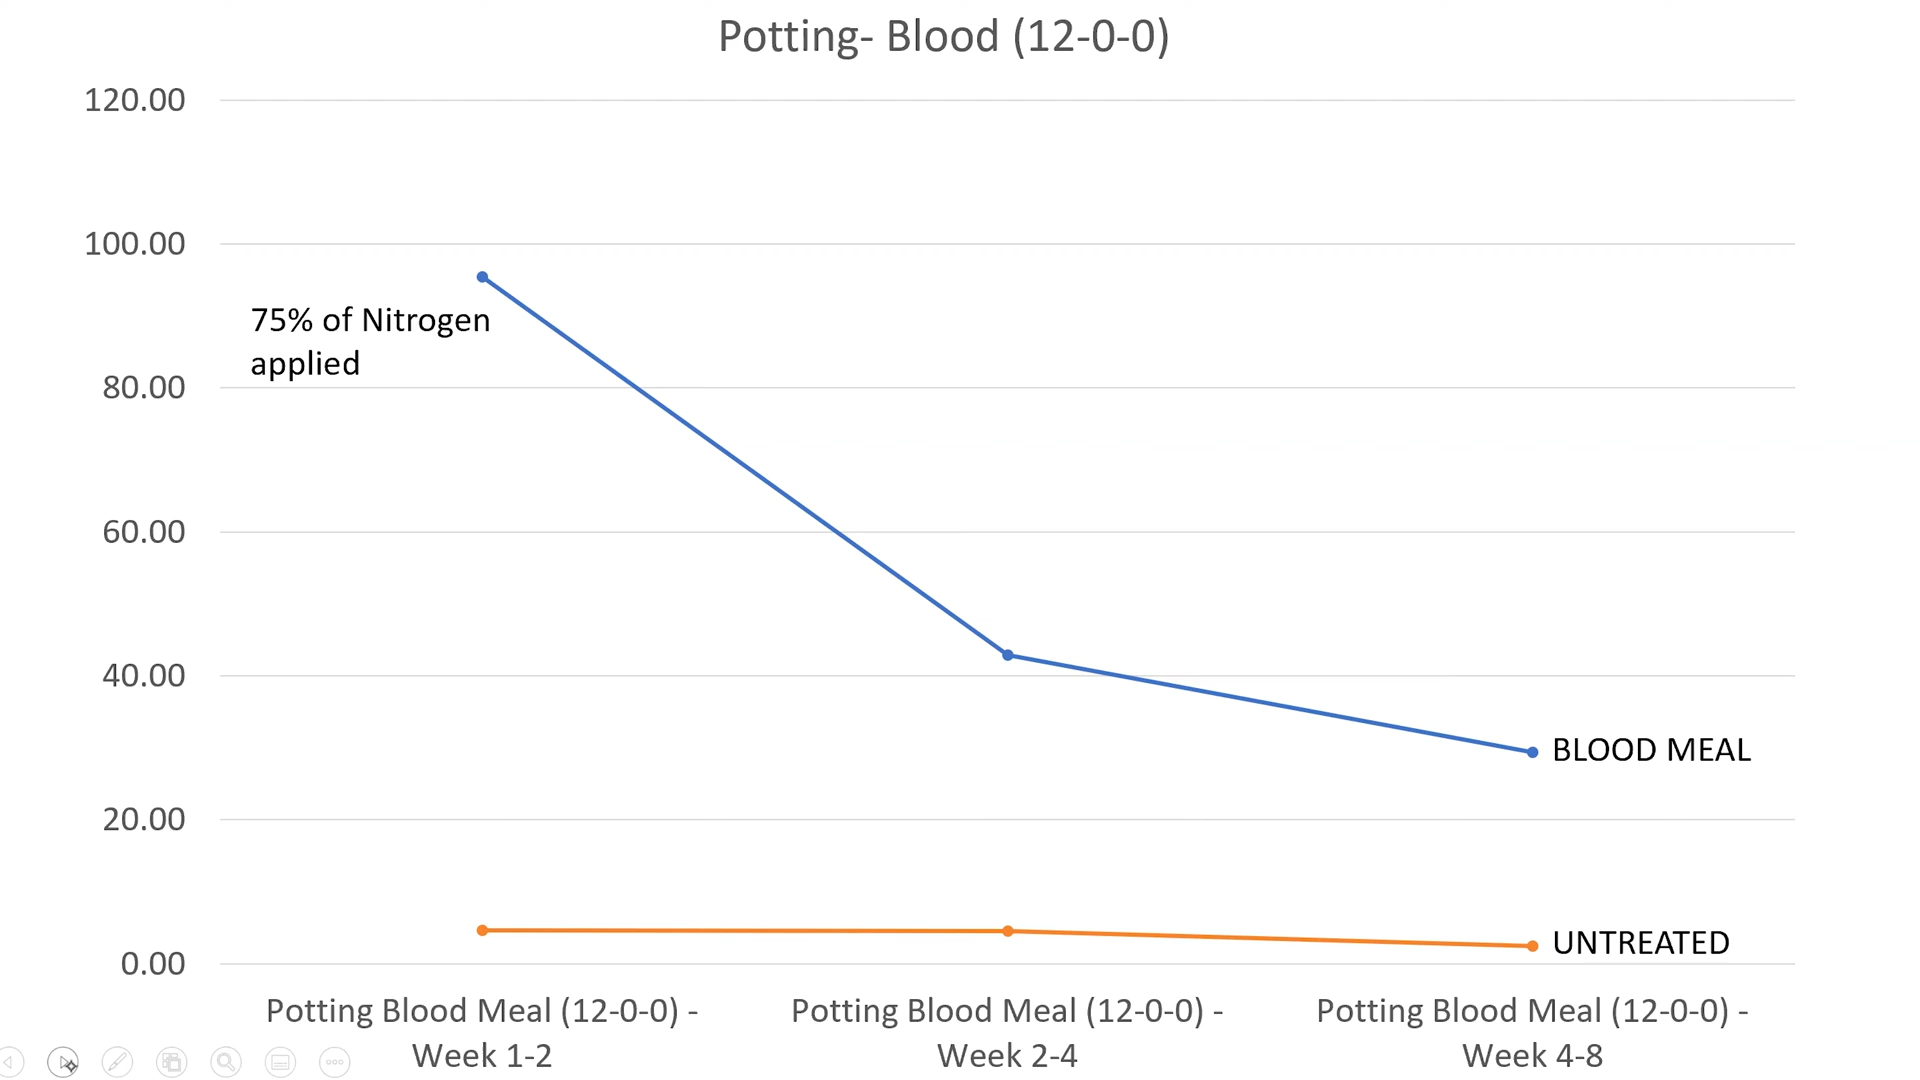 Potting- Blood (12-0-0)
120.00
100.00
80.00
60.00
40.00
20.00
0.00
75% of Nitrogen
applied
BLOOD MEAL
UNTREATED
Potting Blood Meal (12-0-0) -
Week 1-2
Potting Blood Meal (12-0-0) -
Week 2-4
Potting Blood Meal (12-0-0) -
Week 4-8